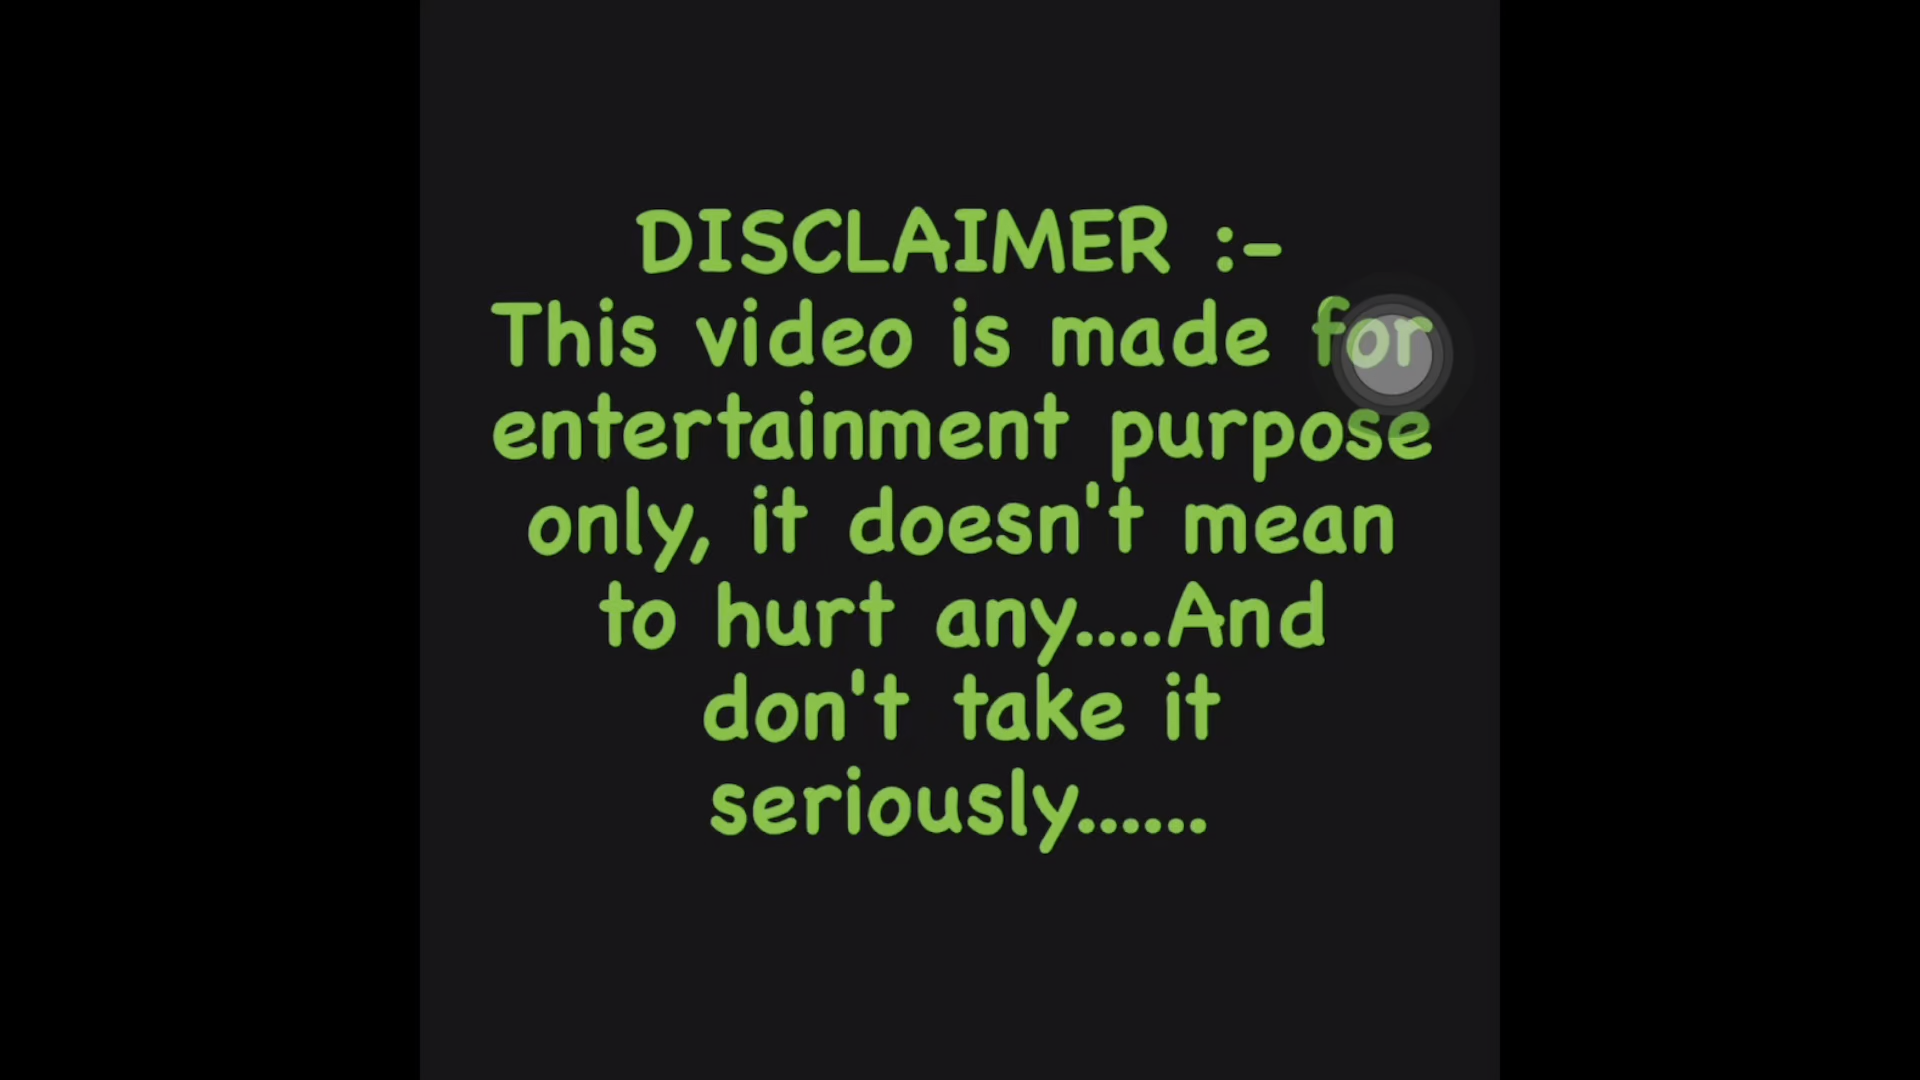 DISCLAIMER :-
This video is made for
entertainment purpose
only, it doesn't mean
to hurt any....And
don't take it
seriously......